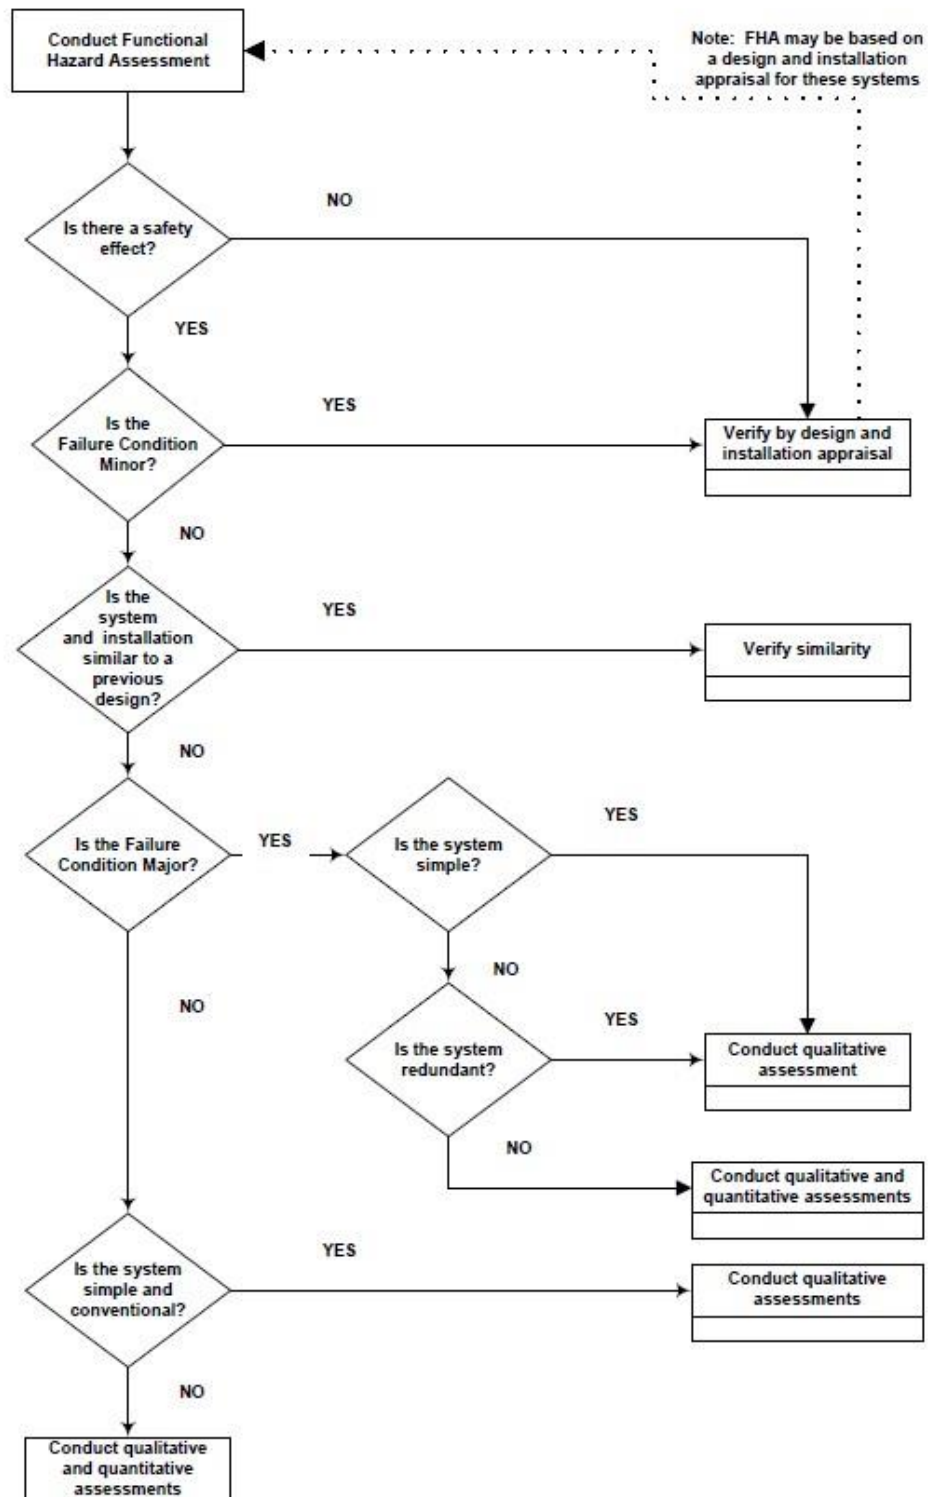 Conduct Functional
Hazard Assessment
Note: FHA may be based on
a design and installation
appraisal for these systems
NO
Is there a safety
effect?
YES
YES
Is the
Failure Condition
Minor?
Verify by design and
installation appraisal
NO
Is the
system
and installation
similar to a
previous
design?
YES
Verify similarity
NO
Is the Failure
Condition Major?
YES
Is the system
simple?
YES
NO
NO
Is the system
redundant?
YES
Conduct qualitative
assessment
NO
Conduct qualitative and
quantitative assessments
Is the system
simple and
conventional?
YES
Conduct qualitative
assessments
NO
Conduct qualitative
and quantitative
assessments